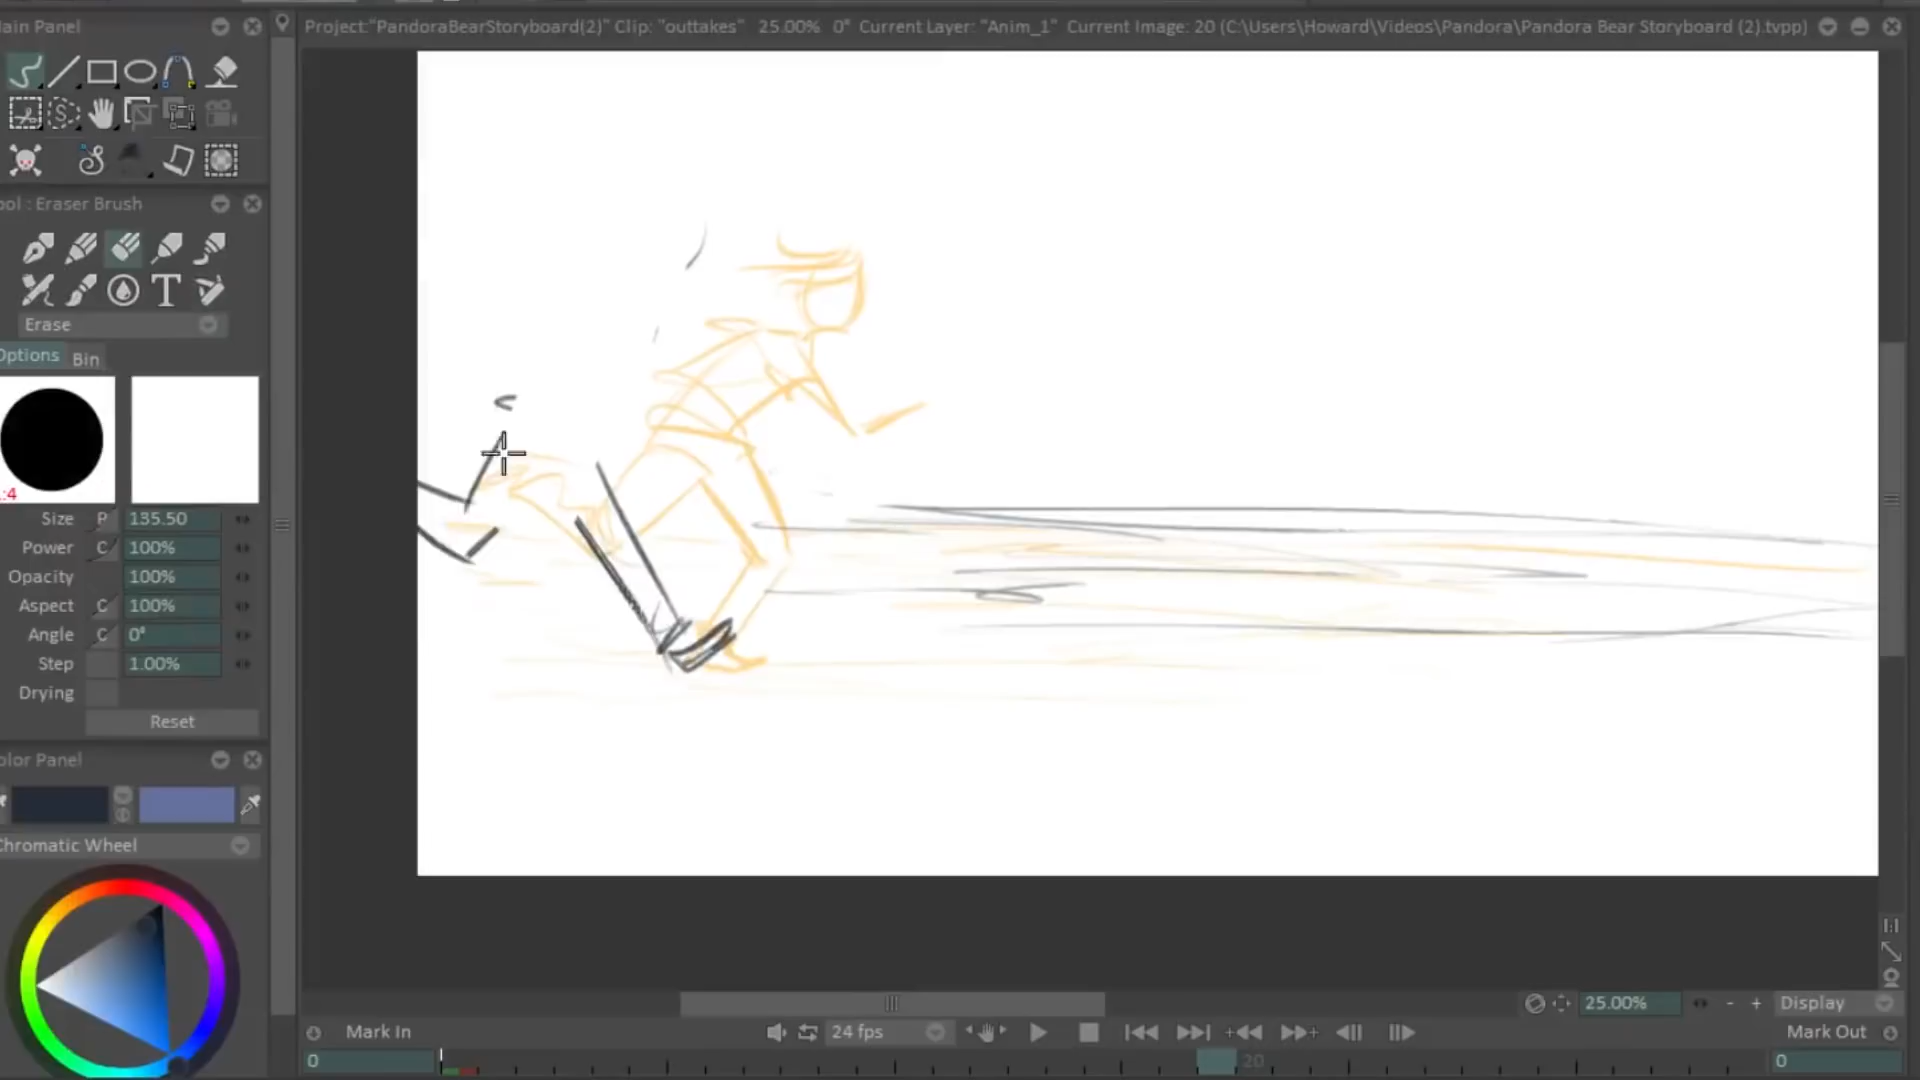 ain Panel
Project:"PandoraBearStoryboard(2)" Clip: "outtakes" 25.00% 0° Current Layer: "Anim_1" Current Image: 20 (C:\Users\Howard\Videos\Pandora\Pandora Bear Storyboard (2).tvpp)
ool : Eraser Brush
T
Erase
Options Bin
:4
Size P 135.50
Power C 100%
Opacity 100%
Aspect C 100%
Angle C 0°
Step 1.00%
Drying
Reset
olor Panel
Chromatic Wheel
25.00% - + Display
Mark In 24 fps Mark Out
0 20 0